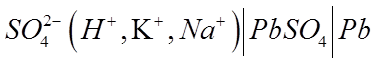 SO₄²⁻ (H⁺, K⁺, Na⁺)|PbSO₄|Pb